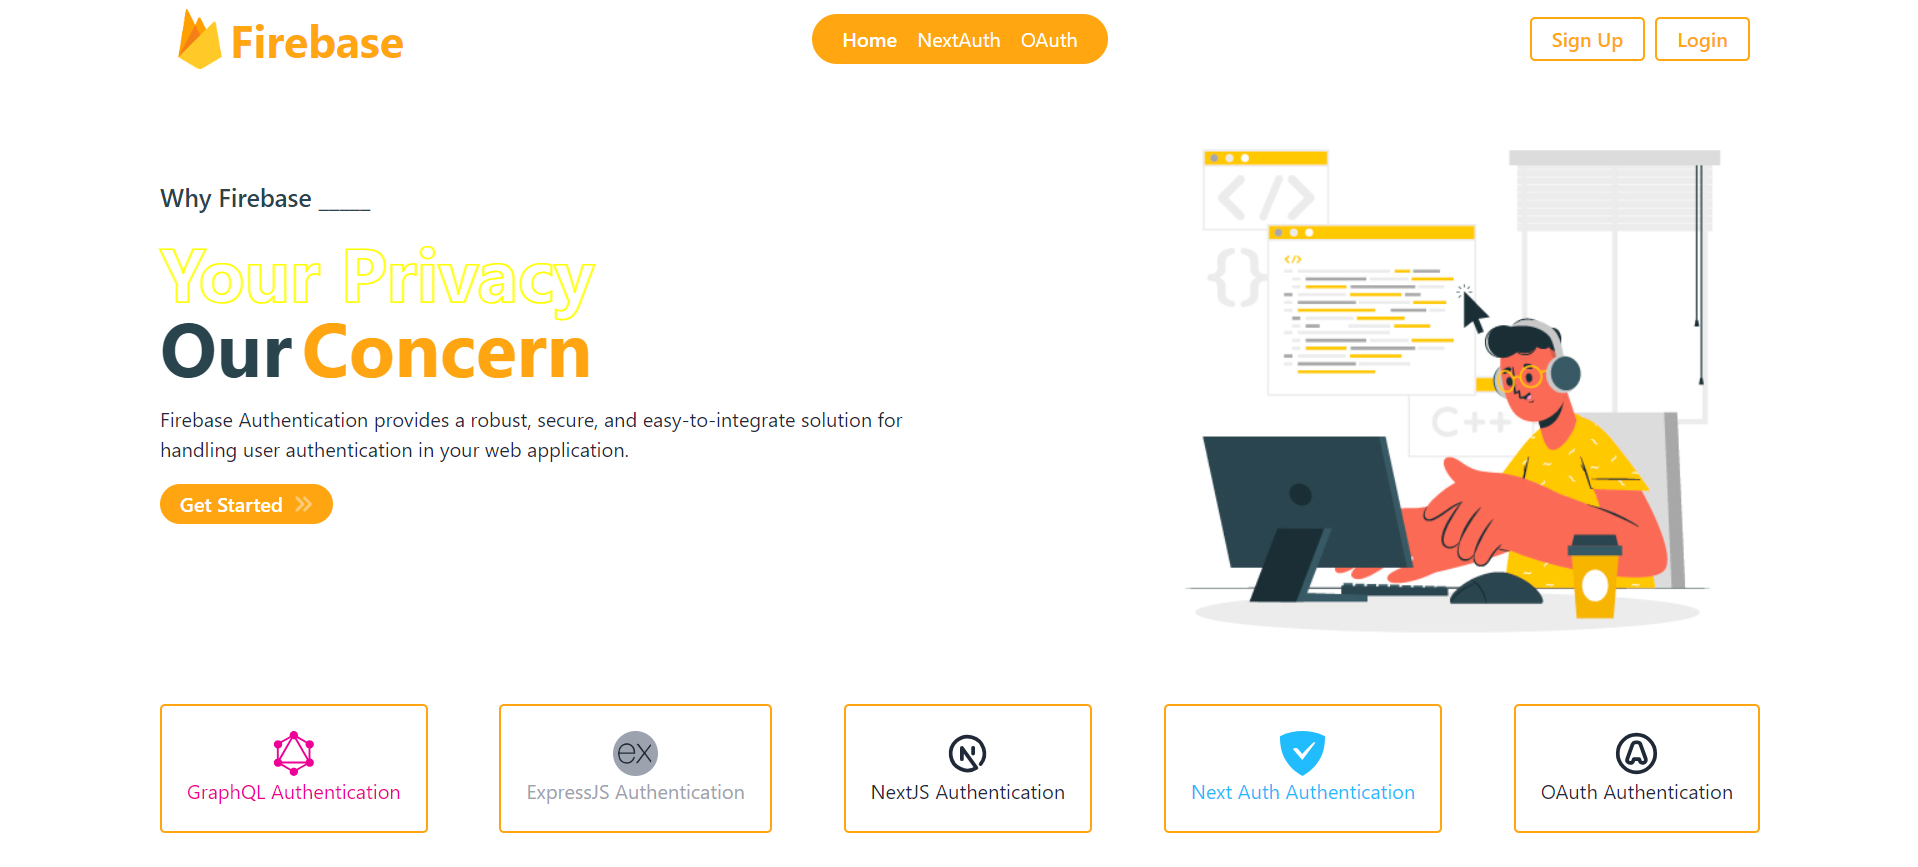 Firebase
Home NextAuth OAuth
Sign Up Login
Why Firebase _____
Your Privacy
Our Concern
Firebase Authentication provides a robust, secure, and easy-to-integrate solution for
handling user authentication in your web application.
Get Started »
</>
{}
</>
C++
ex
N
A
GraphQL Authentication
ExpressJS Authentication
NextJS Authentication
Next Auth Authentication
OAuth Authentication